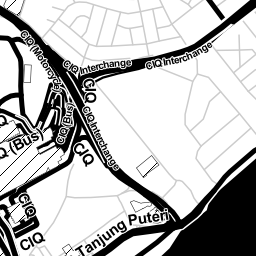 CIQ Motorcycle
CIQ Interchange
CIQ Interchange
CIQ
CIQ (Bus)
CIQ Interchange
Q (Bus)
CIQ
CIQ
CIQ
Tanjung Puteri